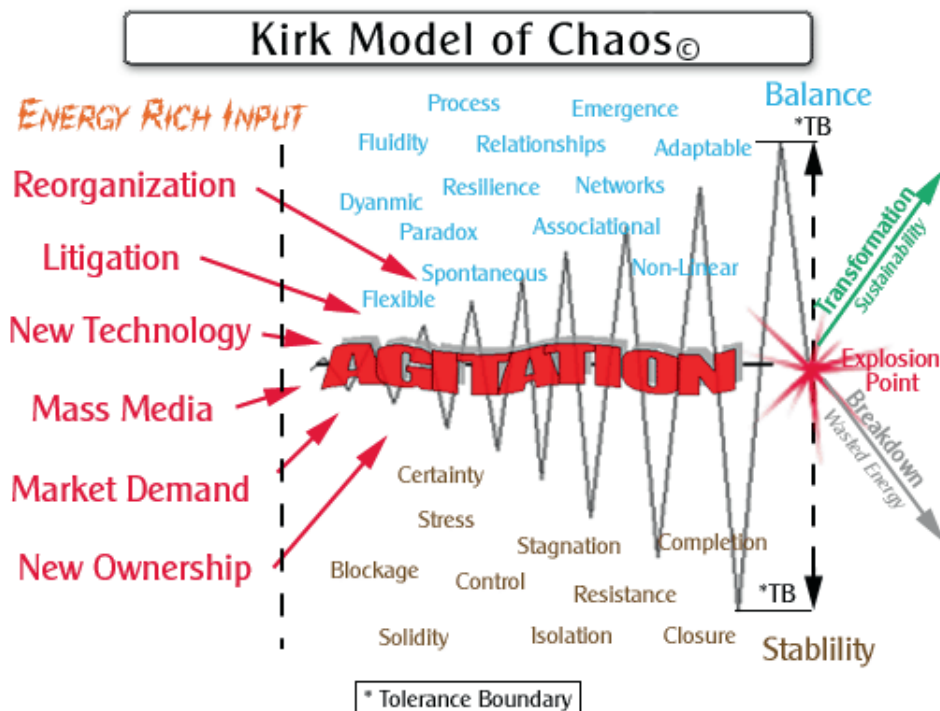 Kirk Model of Chaos©
ENERGY RICH INPUT
Reorganization
Litigation
New Technology
Mass Media
Market Demand
New Ownership
Process
Emergence
Fluidity
Relationships
Adaptable
Resilience
Networks
Dyanmic
Paradox
Associational
Spontaneous
Non-Linear
Flexible
AGITATION
Certainty
Stress
Stagnation
Completion
Blockage
Control
Resistance
Solidity
Isolation
Closure
Balance
*TB
Transformation
Sustainability
Explosion
Point
Breakdown
Wasted Energy
*TB
Stablility
* Tolerance Boundary